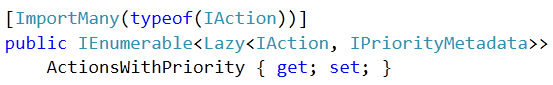 [ImportMany(typeof(IAction))]
public IEnumerable<Lazy<IAction, IPriorityMetadata>>
ActionsWithPriority { get; set; }